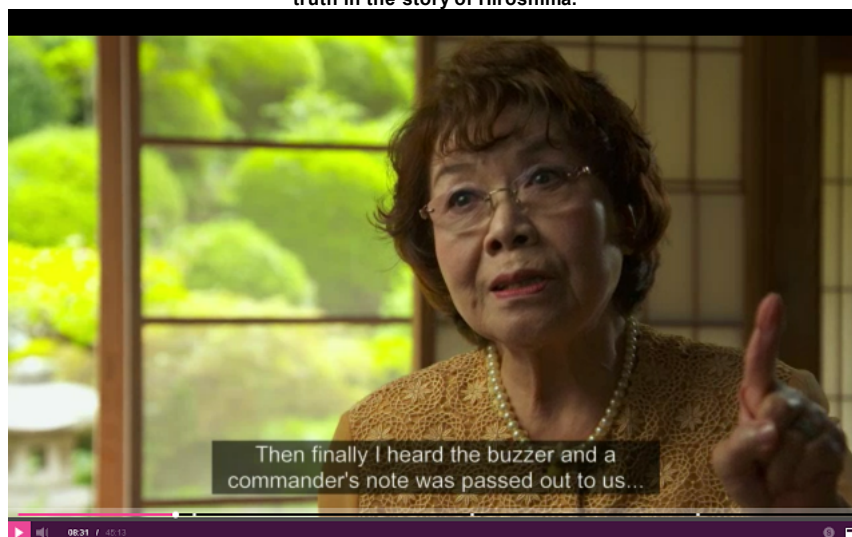 truth in the story of Hiroshima.
Then finally I heard the buzzer and a
commander's note was passed out to us...
08:31 / 45:13